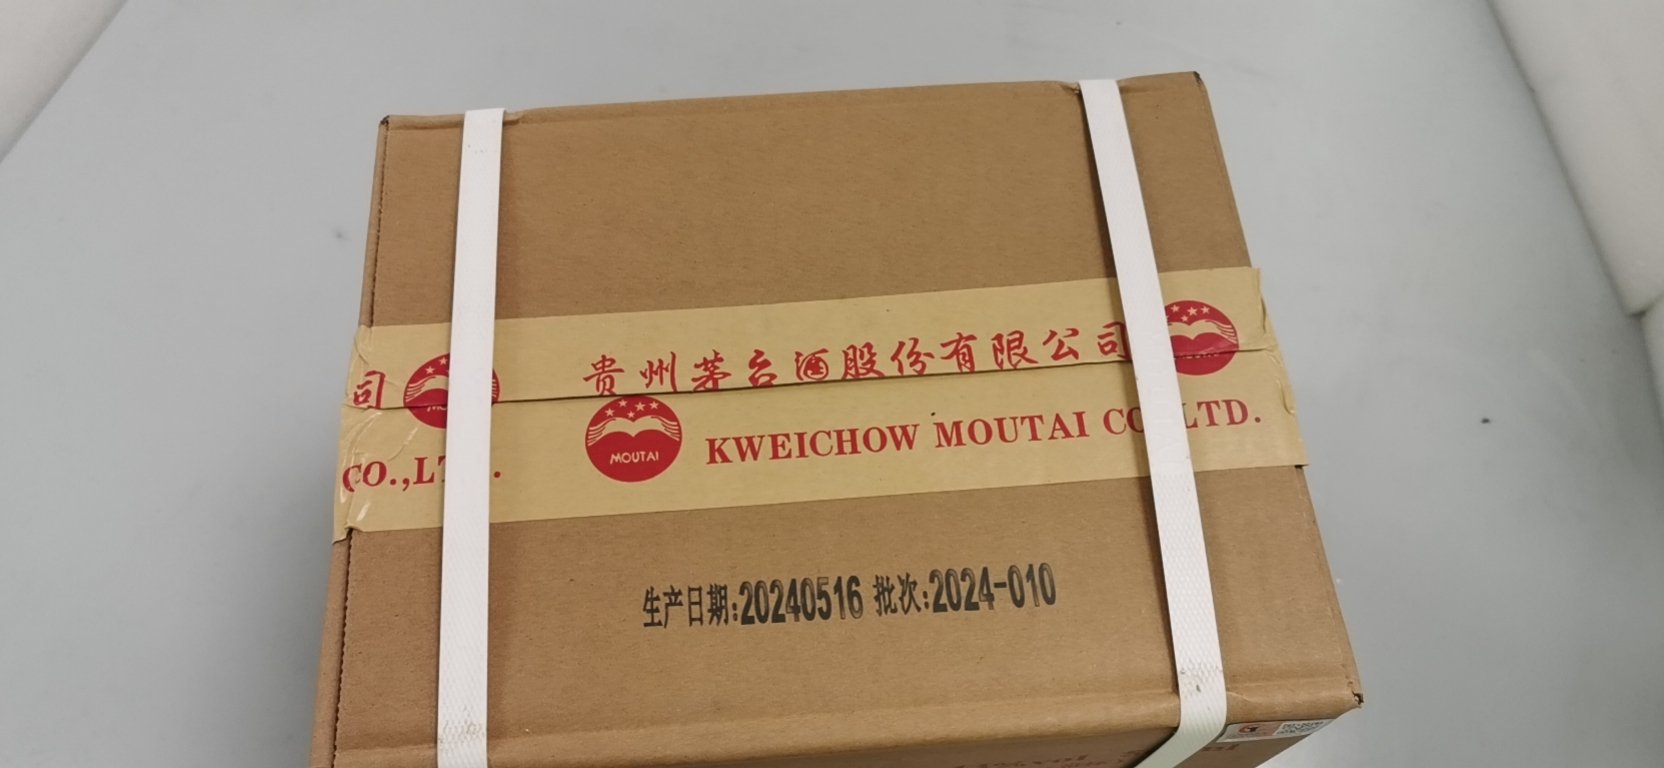 贵州茅台酒股份有限公司
司
MOUTAI
KWEICHOW MOUTAI CO.,LTD.
CO.,LT.
生产日期:20240516 批次:2024-010